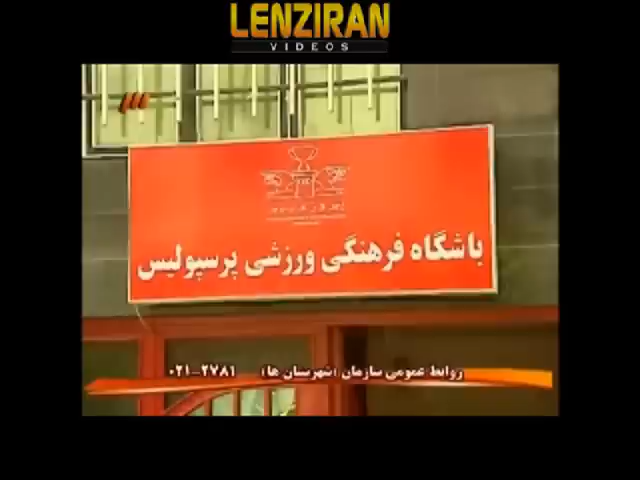 LENZIRAN
VIDEOS
باشگاه فرهنگی ورزشی پرسپولیس
روابط عمومی سازمان (شهرستان ها) ۰۲۱-۲۷۸۱